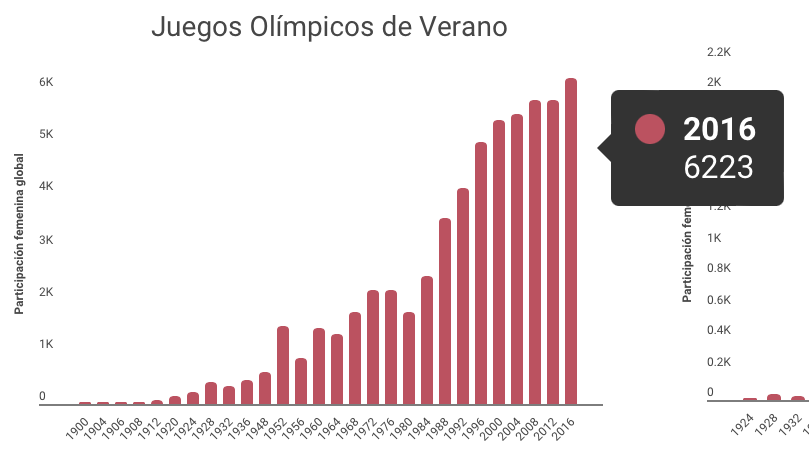 Juegos Olímpicos de Verano
Participación femenina global
6K
5K
4K
3K
2K
1K
0
1900
1904
1906
1908
1912
1920
1924
1928
1932
1936
1948
1952
1956
1960
1964
1968
1972
1976
1980
1984
1988
1992
1996
2000
2004
2008
2012
2016
2016
6223
Participación
2.2K
2K
1.2K
1K
0.8K
0.6K
0.4K
0.2K
0
1924
1928
1932